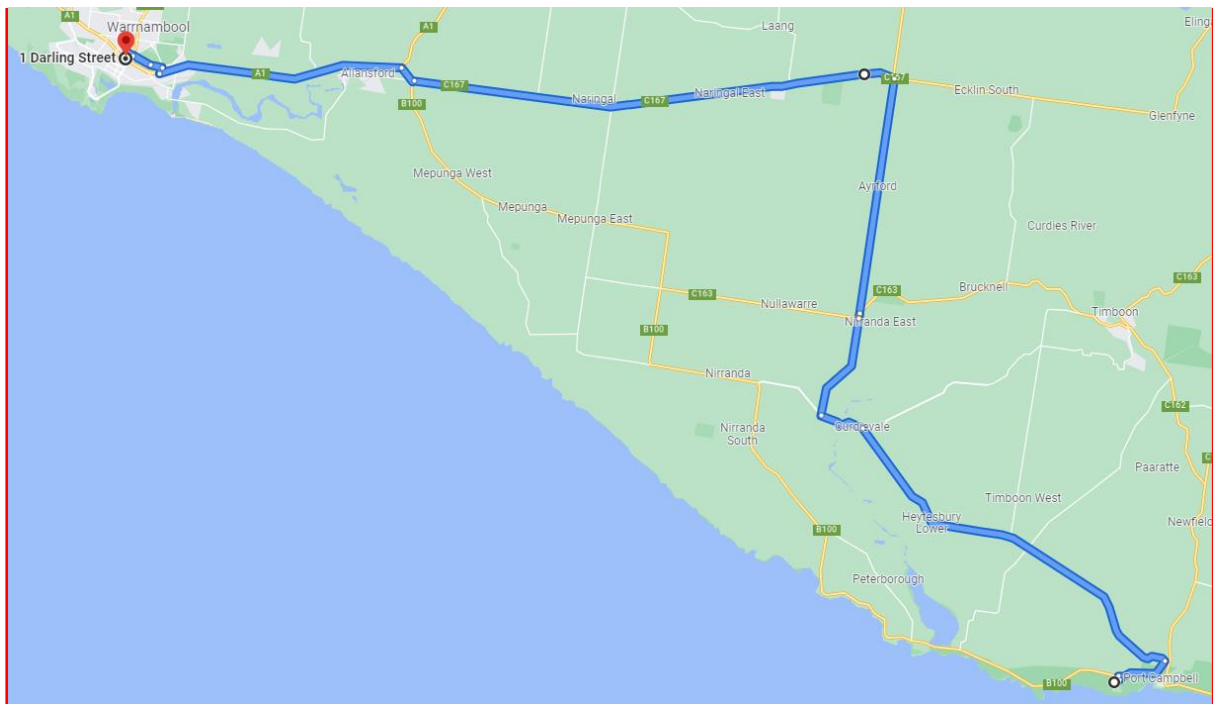 A1
Warrnambool
A1
Laang
Eling
1 Darling Street
A1
Allansford
C167
C167
B100
Naringal
C167
Naringal East
Ecklin South
Glenfyne
Mepunga West
Ayrford
Mepunga
Mepunga East
Curdies River
C163
C163
C163
Brucknell
Nullawarre
Timboon
Nirranda East
B100
Nirranda
C162
Nirranda
South
Curdievale
Paaratte
C
Timboon West
Heytesbury
Lower
Newfield
B100
Peterborough
B100
Port Campbell